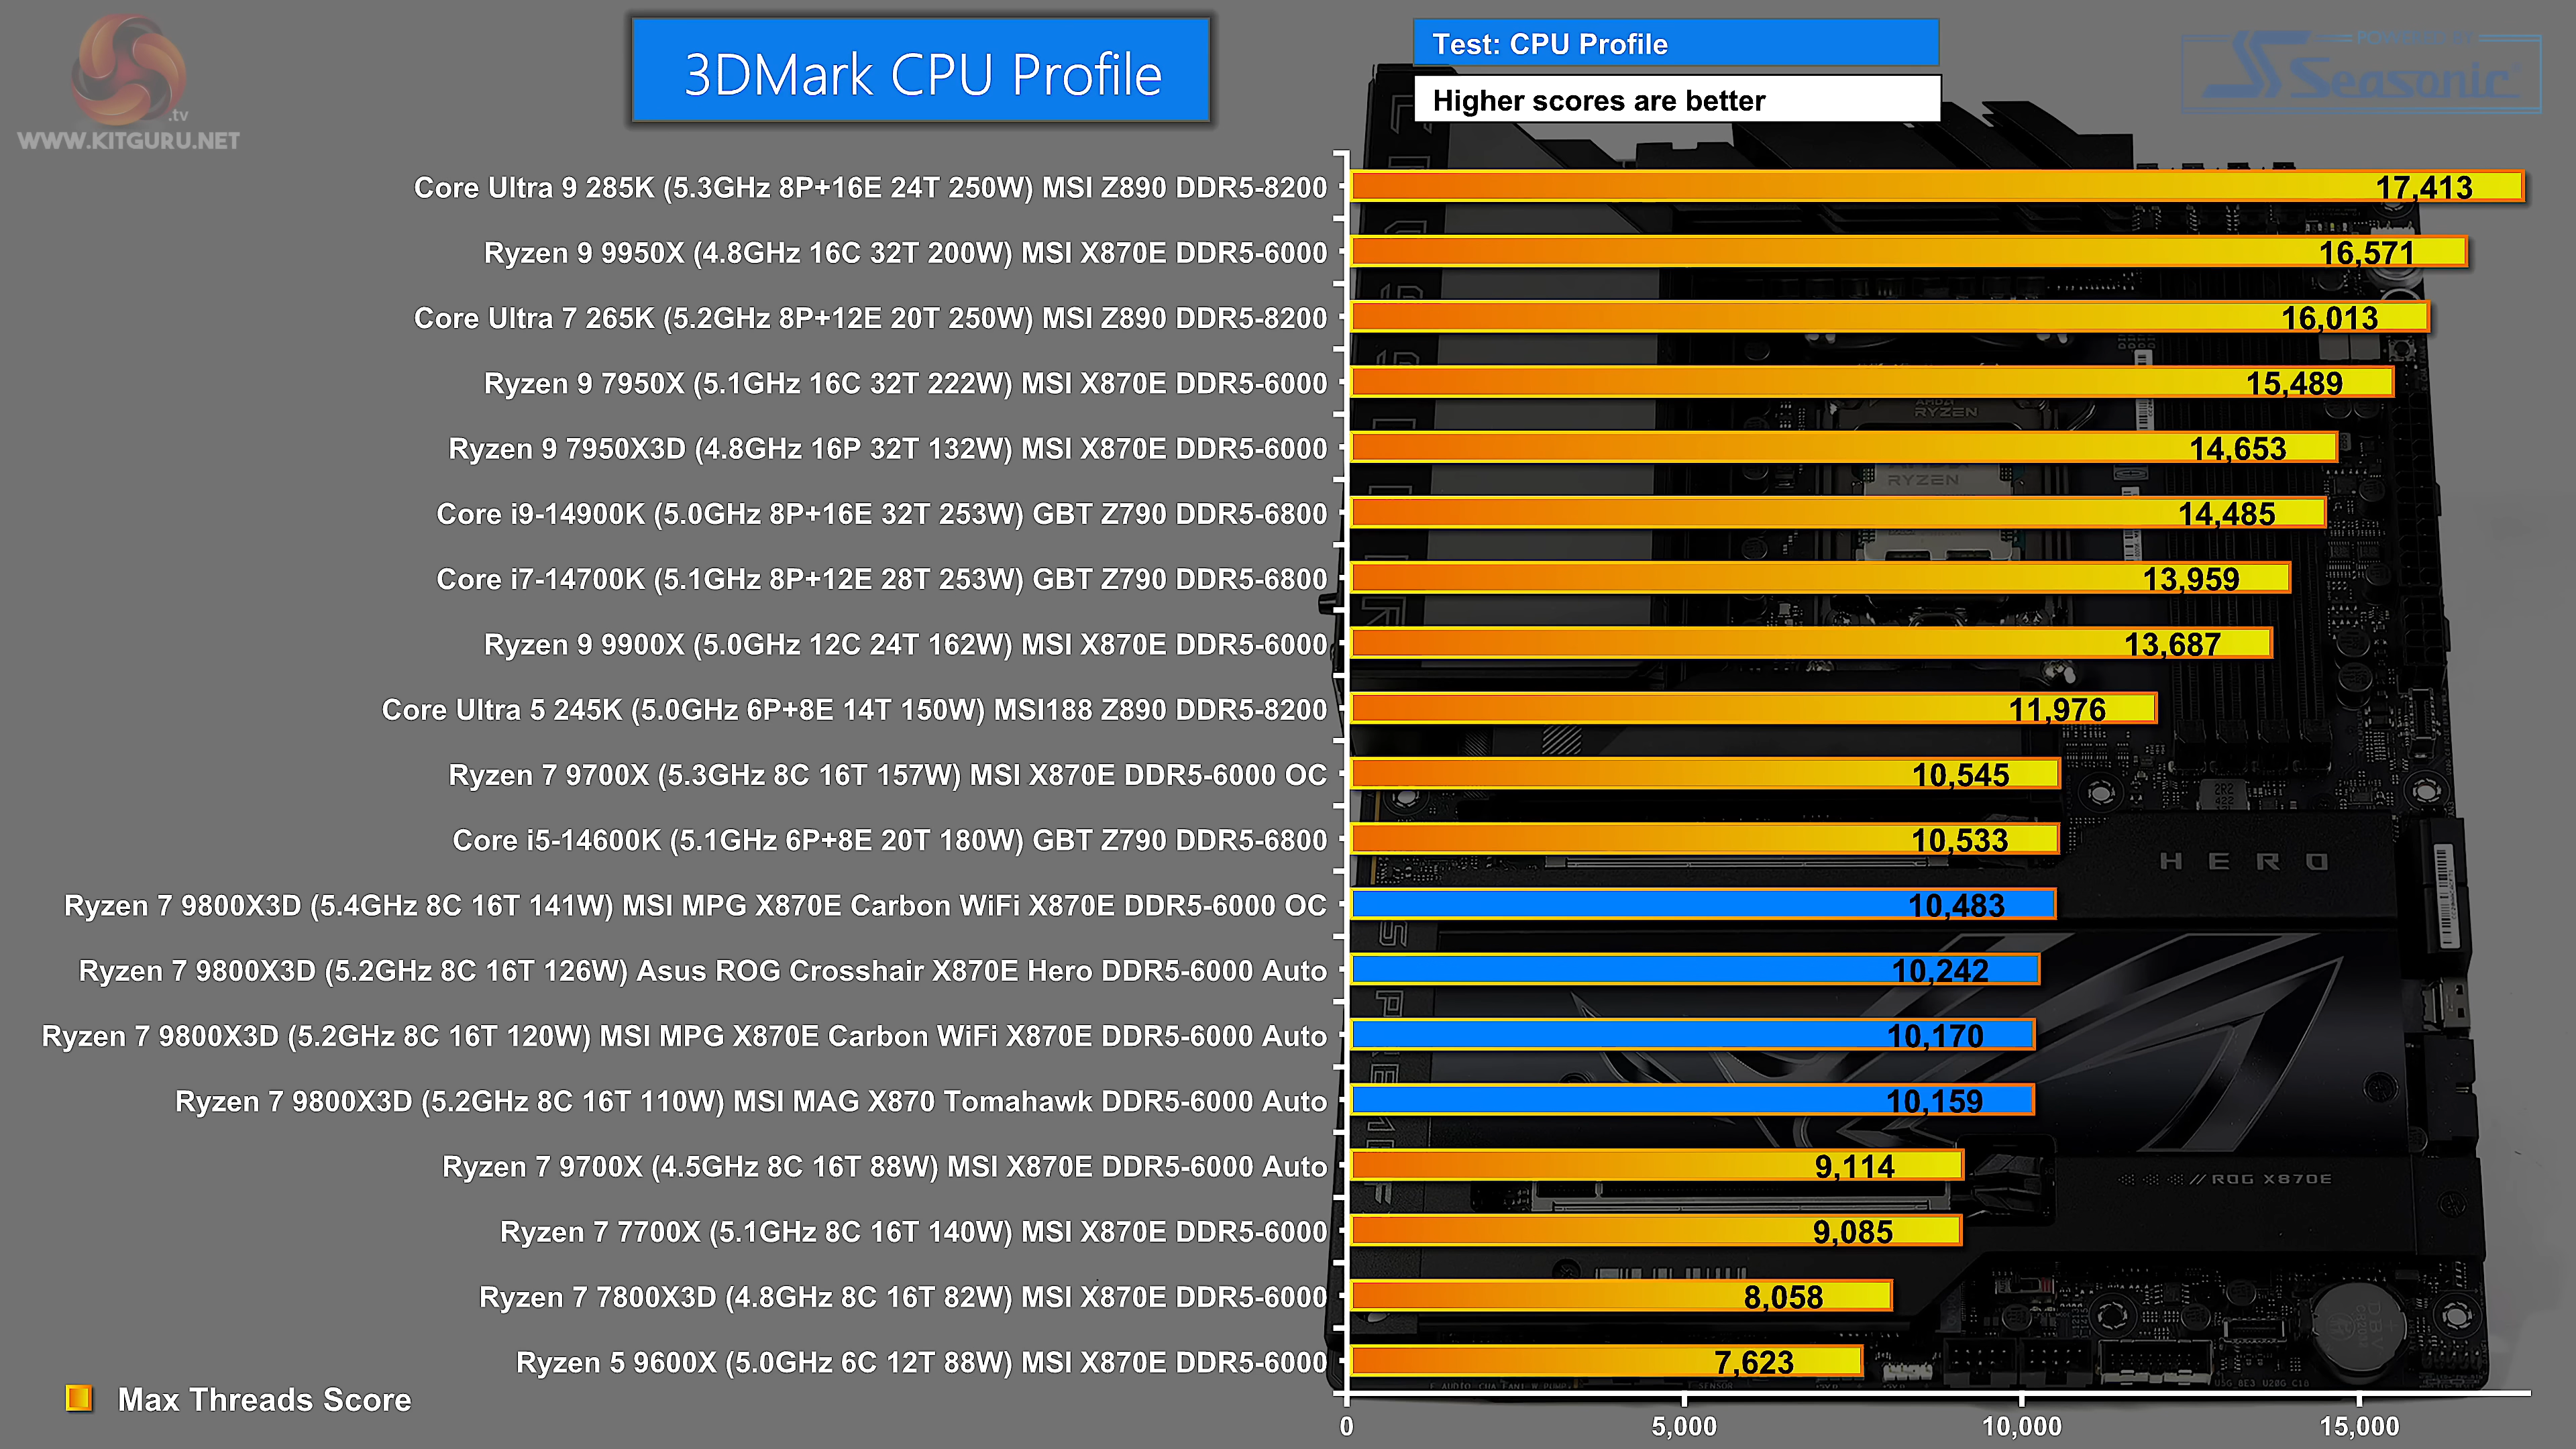 .tv
WWW.KITGURU.NET
3DMark CPU Profile
Test: CPU Profile
Higher scores are better
POWERED BY
Seasonic
Core Ultra 9 285K (5.3GHz 8P+16E 24T 250W) MSI Z890 DDR5-8200 17,413
Ryzen 9 9950X (4.8GHz 16C 32T 200W) MSI X870E DDR5-6000 16,571
Core Ultra 7 265K (5.2GHz 8P+12E 20T 250W) MSI Z890 DDR5-8200 16,013
Ryzen 9 7950X (5.1GHz 16C 32T 222W) MSI X870E DDR5-6000 15,489
Ryzen 9 7950X3D (4.8GHz 16P 32T 132W) MSI X870E DDR5-6000 14,653
Core i9-14900K (5.0GHz 8P+16E 32T 253W) GBT Z790 DDR5-6800 14,485
Core i7-14700K (5.1GHz 8P+12E 28T 253W) GBT Z790 DDR5-6800 13,959
Ryzen 9 9900X (5.0GHz 12C 24T 162W) MSI X870E DDR5-6000 13,687
Core Ultra 5 245K (5.0GHz 6P+8E 14T 150W) MSI188 Z890 DDR5-8200 11,976
Ryzen 7 9700X (5.3GHz 8C 16T 157W) MSI X870E DDR5-6000 OC 10,545
Core i5-14600K (5.1GHz 6P+8E 20T 180W) GBT Z790 DDR5-6800 10,533
Ryzen 7 9800X3D (5.4GHz 8C 16T 141W) MSI MPG X870E Carbon WiFi X870E DDR5-6000 OC 10,483
Ryzen 7 9800X3D (5.2GHz 8C 16T 126W) Asus ROG Crosshair X870E Hero DDR5-6000 Auto 10,242
Ryzen 7 9800X3D (5.2GHz 8C 16T 120W) MSI MPG X870E Carbon WiFi X870E DDR5-6000 Auto 10,170
Ryzen 7 9800X3D (5.2GHz 8C 16T 110W) MSI MAG X870 Tomahawk DDR5-6000 Auto 10,159
Ryzen 7 9700X (4.5GHz 8C 16T 88W) MSI X870E DDR5-6000 Auto 9,114
Ryzen 7 7700X (5.1GHz 8C 16T 140W) MSI X870E DDR5-6000 9,085
Ryzen 7 7800X3D (4.8GHz 8C 16T 82W) MSI X870E DDR5-6000 8,058
Ryzen 5 9600X (5.0GHz 6C 12T 88W) MSI X870E DDR5-6000 7,623
RYZEN
RYZEN
HERO
ROG X870E
Max Threads Score
0 5,000 10,000 15,000